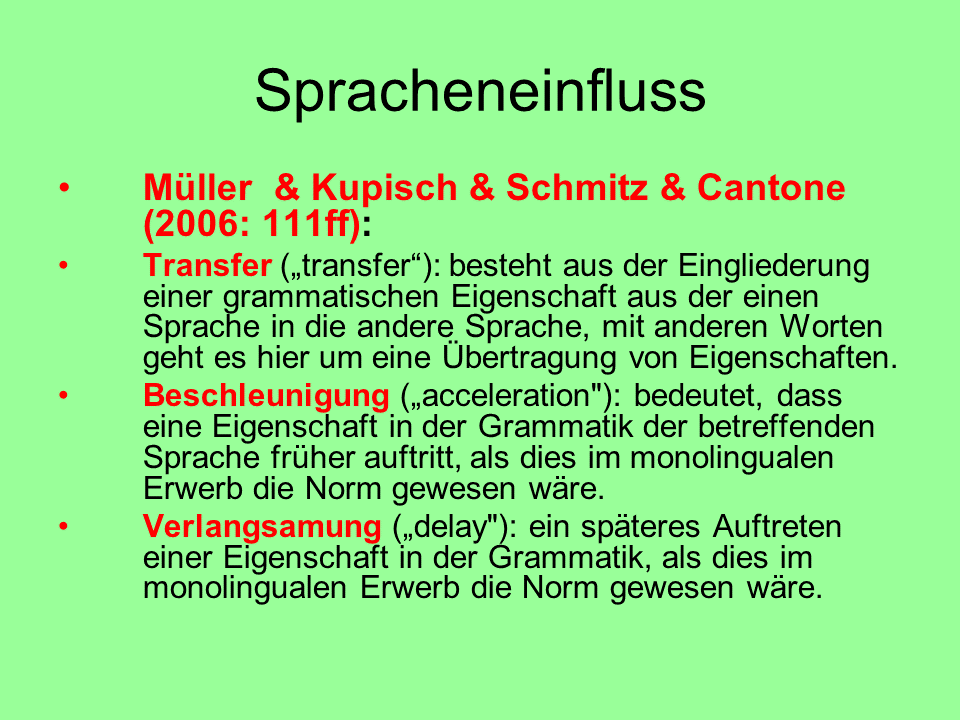 Spracheneinfluss
• Müller & Kupisch & Schmitz & Cantone
(2006: 111ff):
• Transfer („transfer“): besteht aus der Eingliederung
einer grammatischen Eigenschaft aus der einen
Sprache in die andere Sprache, mit anderen Worten
geht es hier um eine Übertragung von Eigenschaften.
• Beschleunigung („acceleration"): bedeutet, dass
eine Eigenschaft in der Grammatik der betreffenden
Sprache früher auftritt, als dies im monolingualen
Erwerb die Norm gewesen wäre.
• Verlangsamung („delay"): ein späteres Auftreten
einer Eigenschaft in der Grammatik, als dies im
monolingualen Erwerb die Norm gewesen wäre.